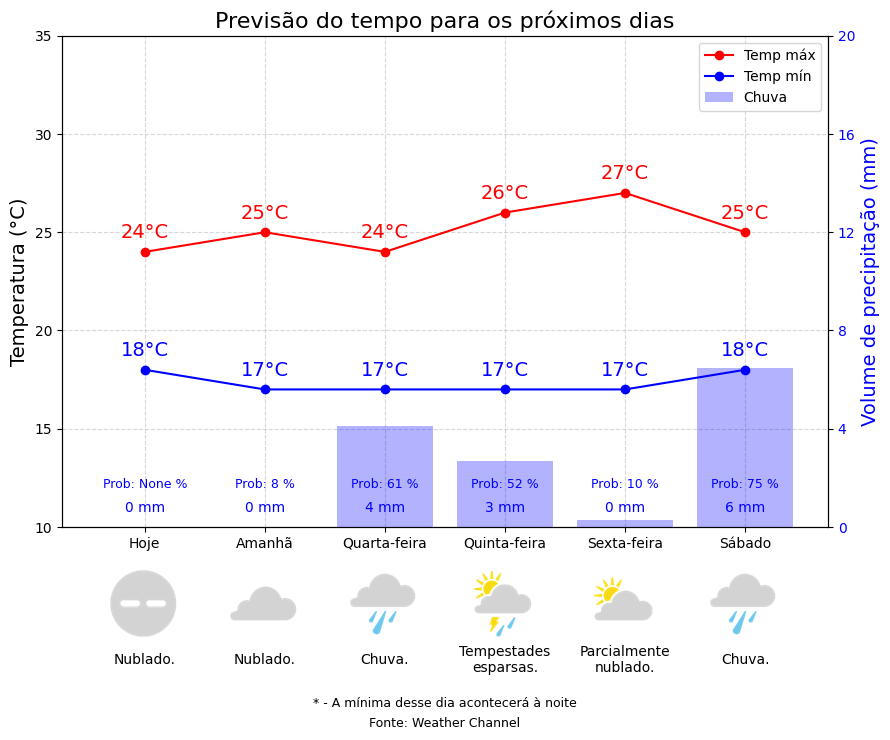 Previsão do tempo para os próximos dias
Temp máx
Temp mín
Chuva
Temperatura (°C)
35
30
25
20
15
10
Volume de precipitação (mm)
20
16
12
8
4
0
24°C
25°C
24°C
26°C
27°C
25°C
18°C
17°C
17°C
17°C
17°C
18°C
Prob: None %
Prob: 8 %
Prob: 61 %
Prob: 52 %
Prob: 10 %
Prob: 75 %
0 mm
0 mm
4 mm
3 mm
0 mm
6 mm
Hoje
Amanhã
Quarta-feira
Quinta-feira
Sexta-feira
Sábado
Nublado.
Nublado.
Chuva.
Tempestades
esparsas.
Parcialmente
nublado.
Chuva.
* - A mínima desse dia acontecerá à noite
Fonte: Weather Channel